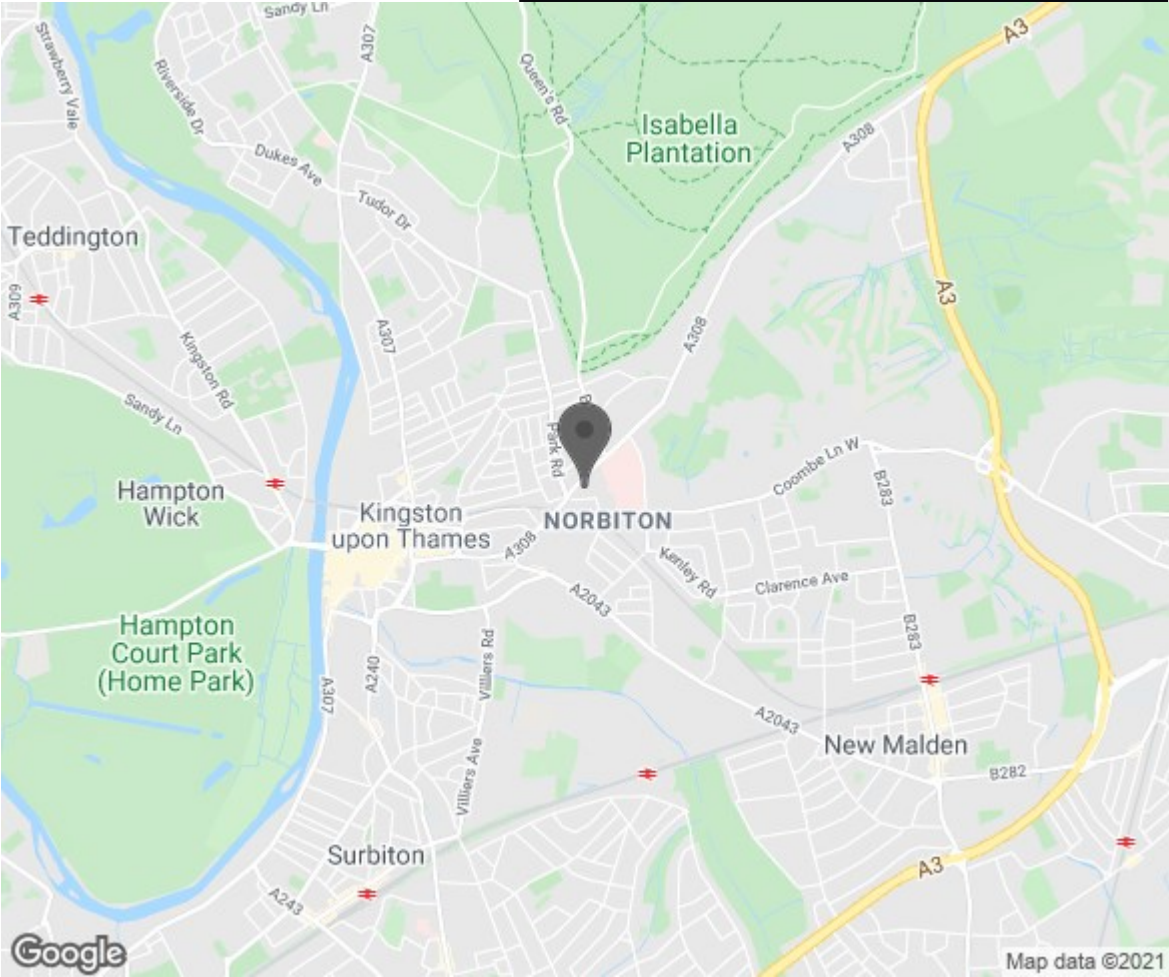 Sandy Ln
A307
A3
Strawberry Vale
Riverside Dr
Queen's Rd
Isabella
Plantation
A308
Dukes Ave
Tudor Dr
Teddington
A309
A3
A307
A308
Kingston Rd
Sandy Ln
Park Rd
Coombe Ln W
B283
Hampton
Wick
Kingston
upon Thames
NORBITON
A308
Kenley Rd
Clarence Ave
A2043
Hampton
Court Park
(Home Park)
B283
Villiers Rd
A240
A307
A2043
New Malden
B282
Villiers Ave
Surbiton
A3
A243
Google
Map data ©2021